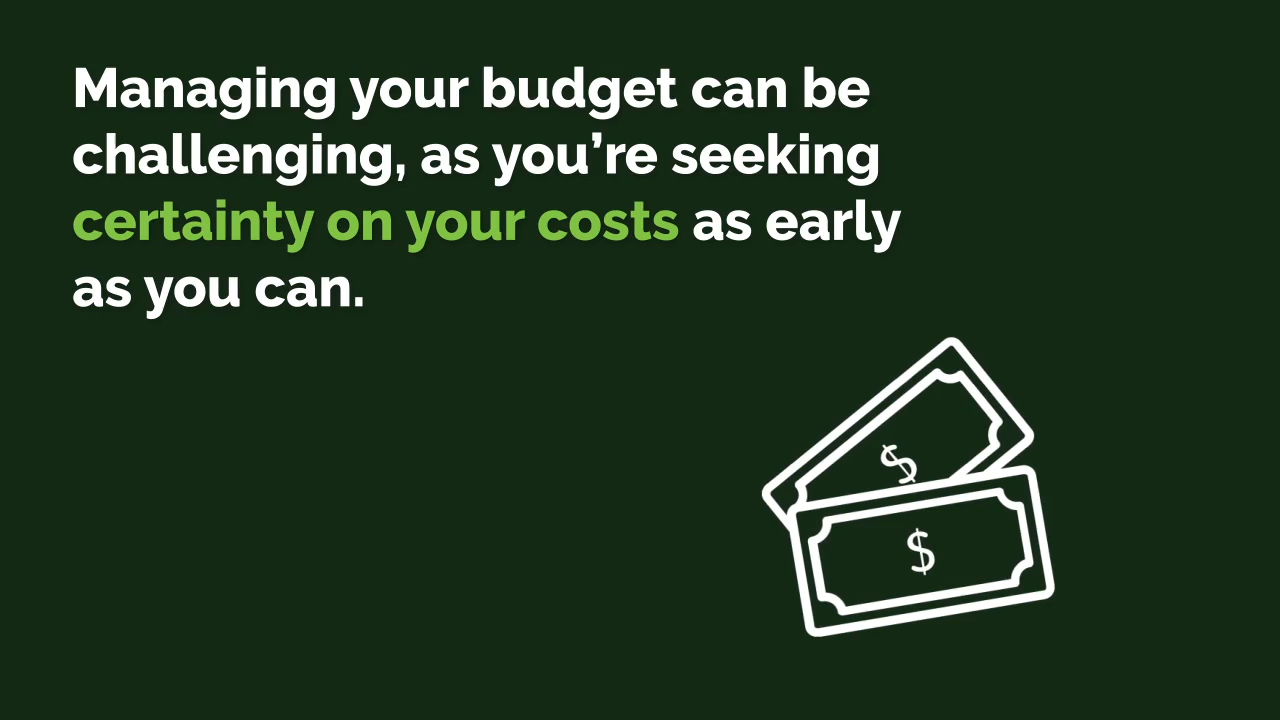 Managing your budget can be
challenging, as you’re seeking
certainty on your costs as early
as you can.
$
$